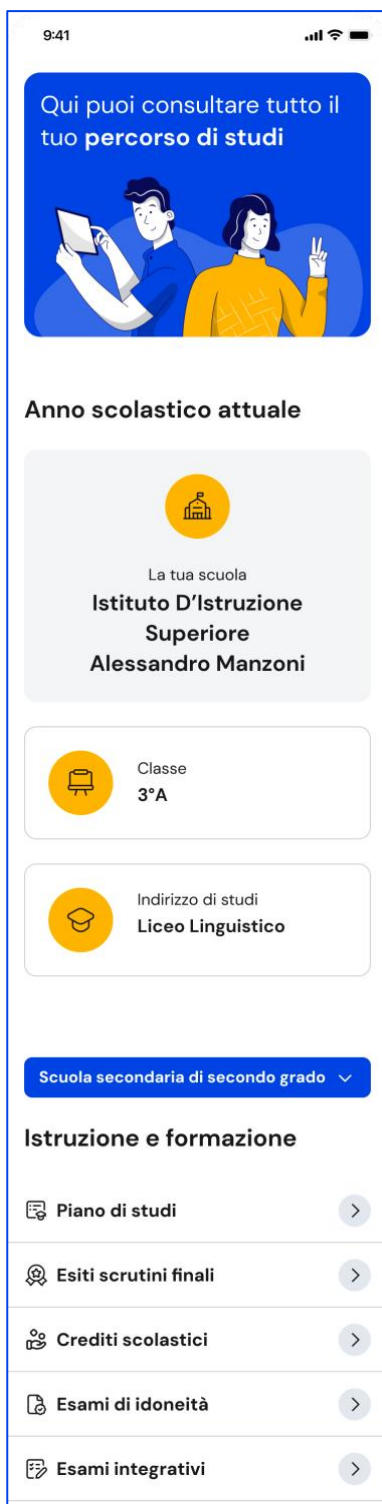 9:41
Qui puoi consultare tutto il
tuo percorso di studi
Anno scolastico attuale
La tua scuola
Istituto D’Istruzione
Superiore
Alessandro Manzoni
Classe
3°A
Indirizzo di studi
Liceo Linguistico
Scuola secondaria di secondo grado
Istruzione e formazione
Piano di studi
Esiti scrutini finali
Crediti scolastici
Esami di idoneità
Esami integrativi